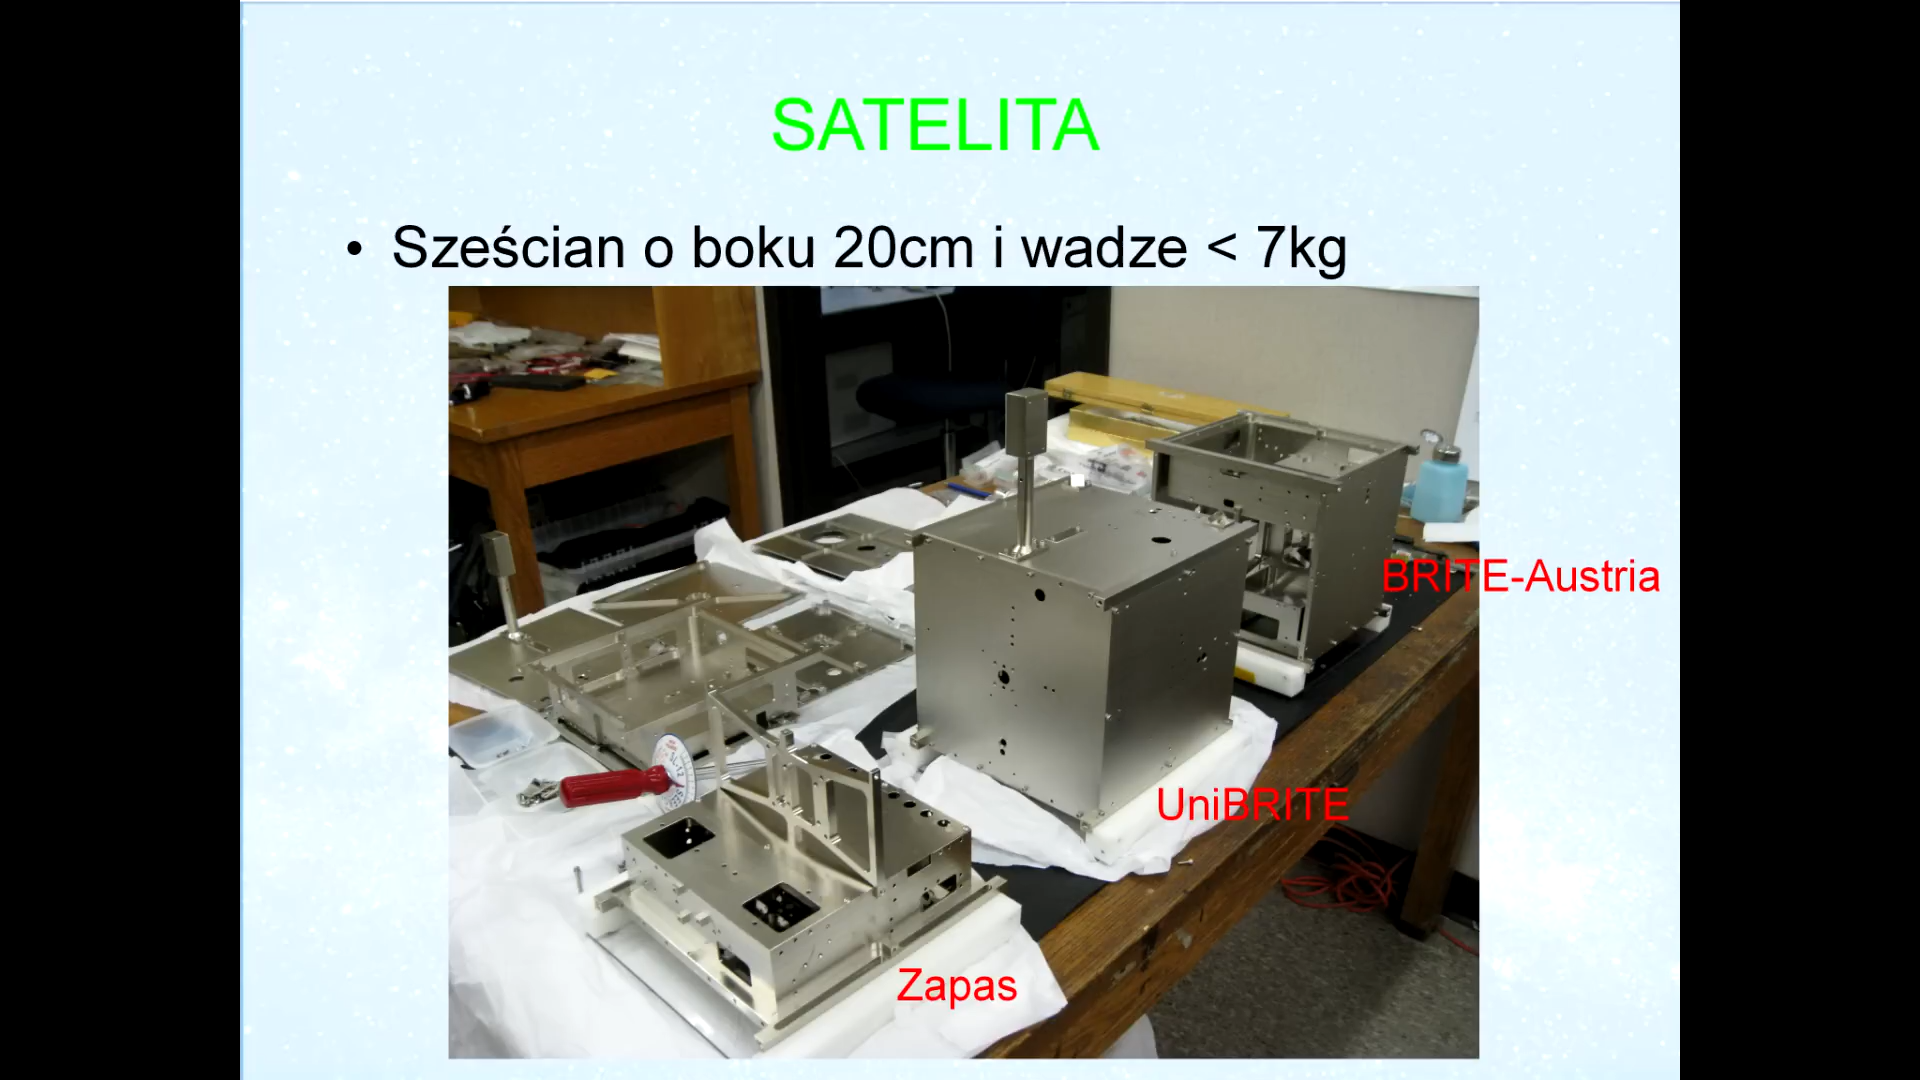 SATELITA
• Sześcian o boku 20cm i wadze < 7kg
BRITE-Austria
UniBRITE
Zapas